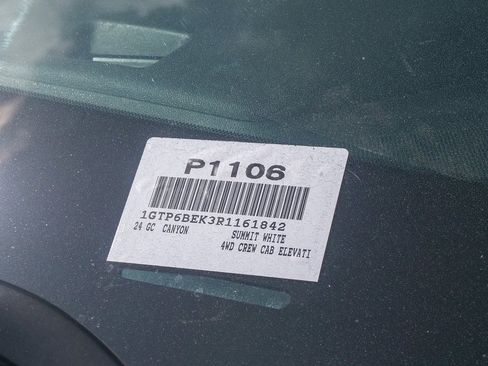 P1106
1GTP6BEK3R1161842
24 GC CANYON SUMMIT WHITE
4WD CREW CAB ELEVATI